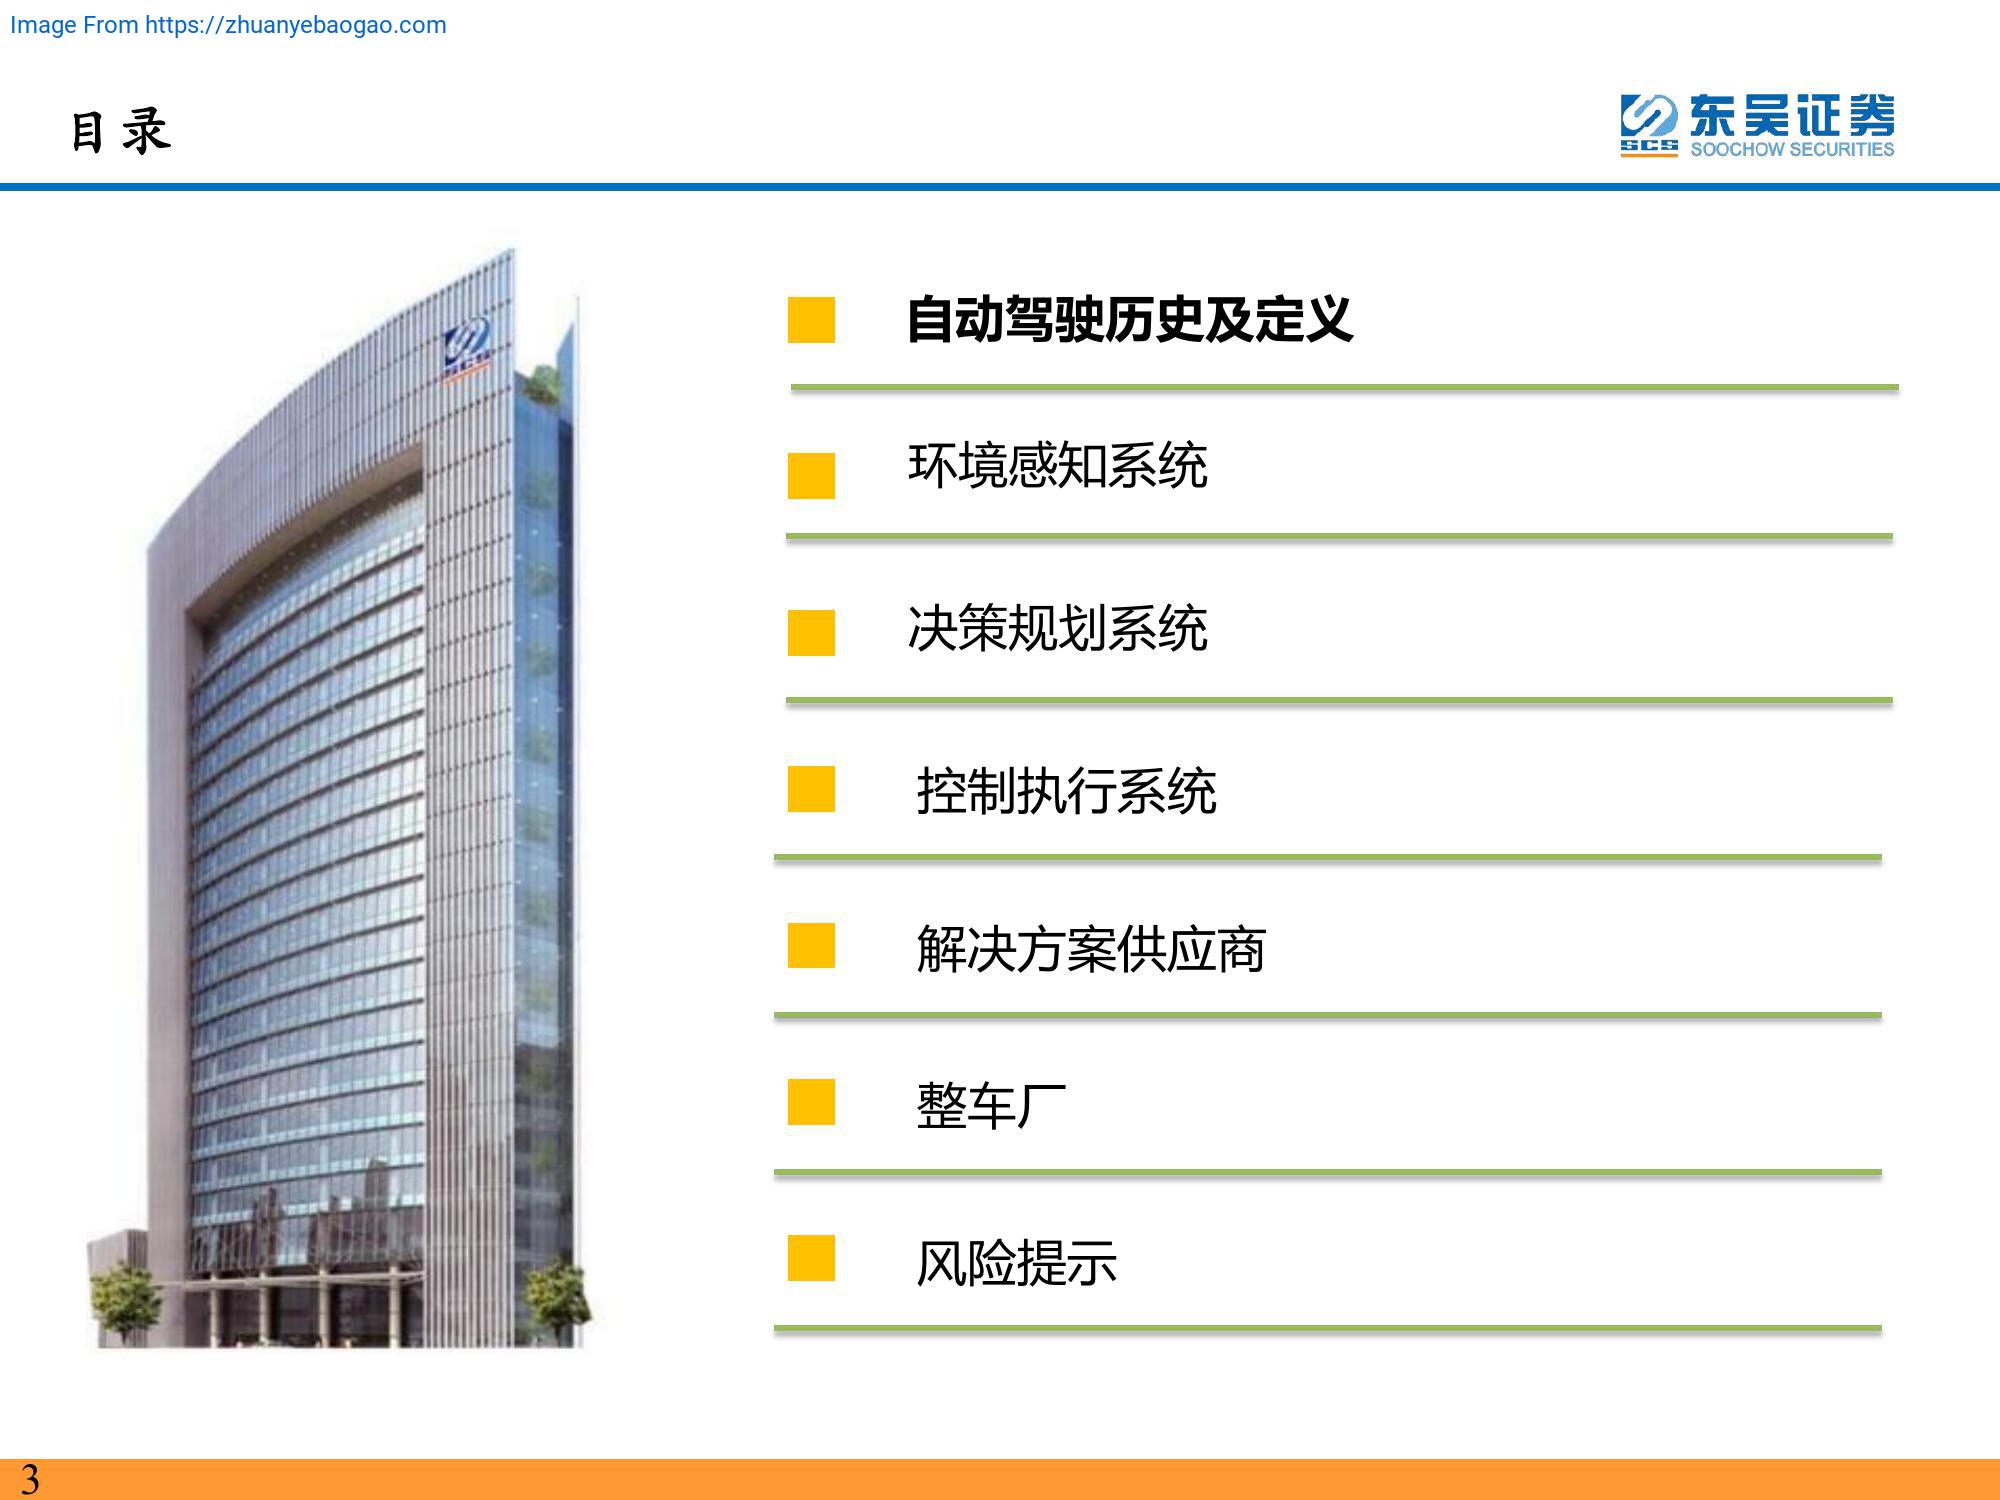 Image From https://zhuanyebaogao.com
目录
东吴证券
SCS
SOOCHOW SECURITIES
SCS
自动驾驶历史及定义
环境感知系统
决策规划系统
控制执行系统
解决方案供应商
整车厂
风险提示
3